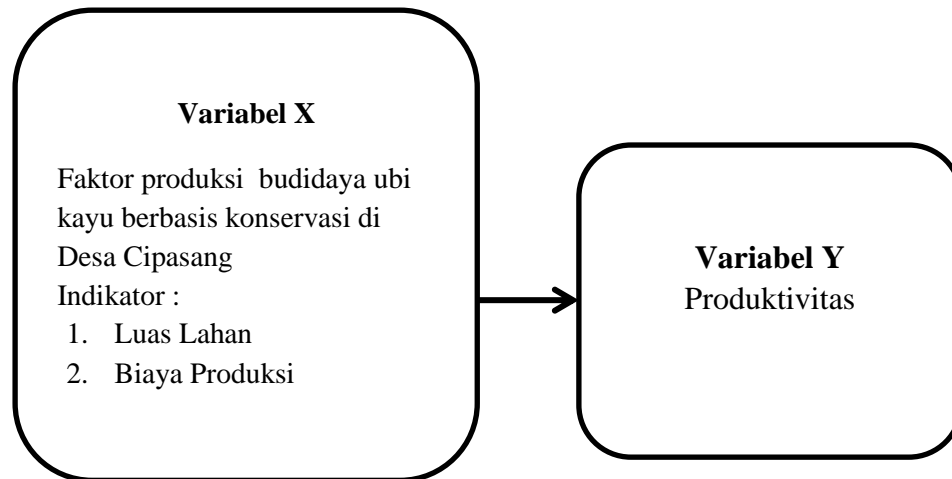 Variabel X
Faktor produksi budidaya ubi
kayu berbasis konservasi di
Desa Cipasang
Indikator :
1. Luas Lahan
2. Biaya Produksi
Variabel Y
Produktivitas